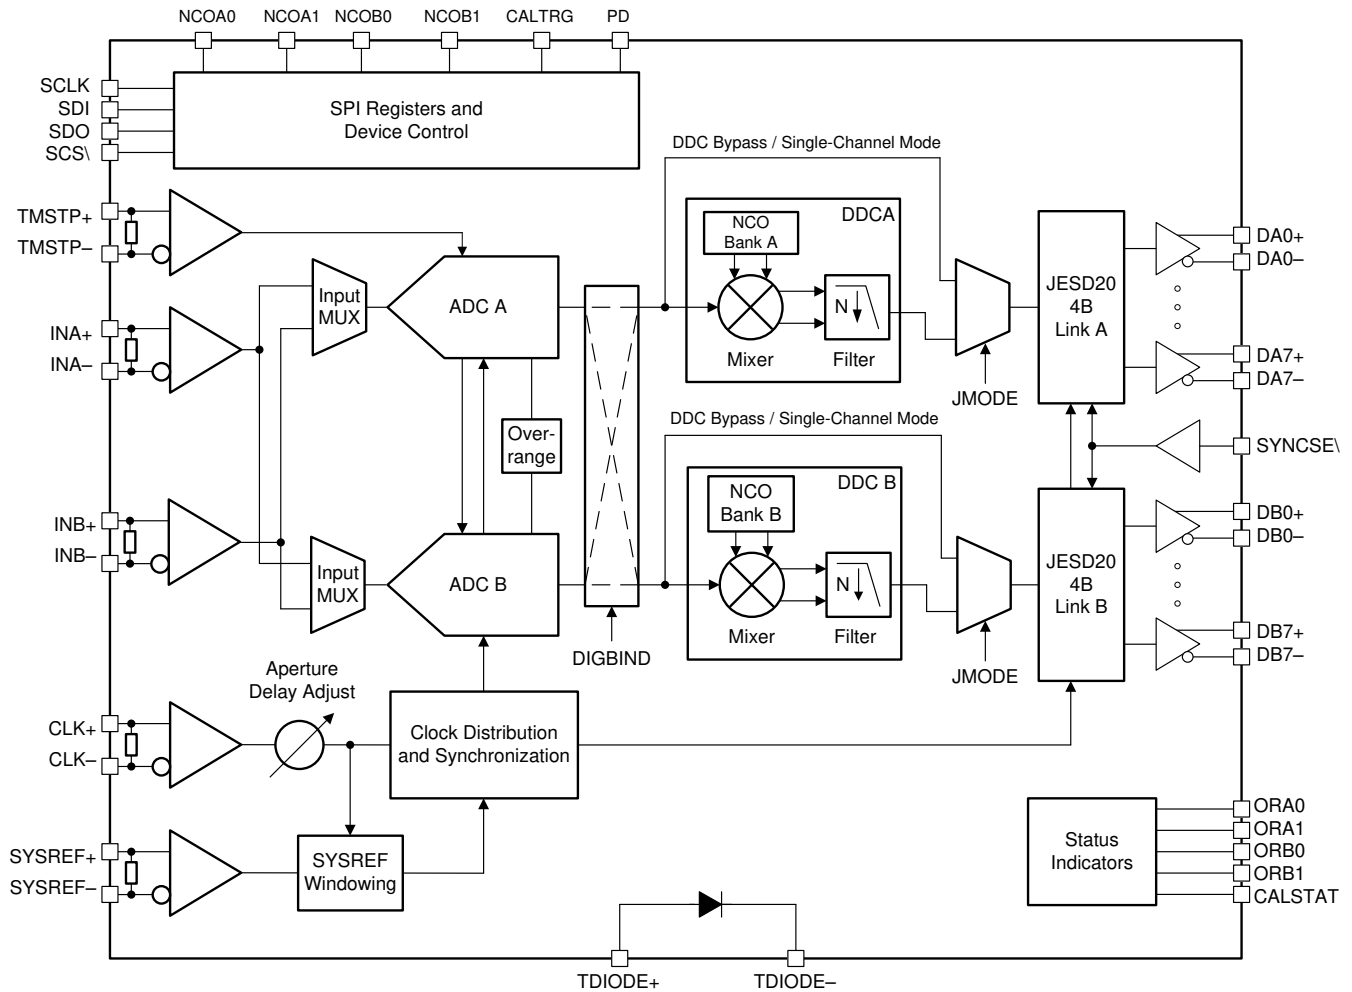 NCOA0 NCOA1 NCOB0 NCOB1 CALTRG PD
SCLK
SDI
SDO
SCS\
SPI Registers and
Device Control
DDC Bypass / Single-Channel Mode
TMSTP+
TMSTP–
DDCA
NCO
Bank A
Mixer
N
Filter
INA+
INA–
Input
MUX
ADC A
JMODE
JESD20
4B
Link A
DA0+
DA0–
DA7+
DA7–
Over-
range
DDC Bypass / Single-Channel Mode
SYNCSE\
DDC B
NCO
Bank B
Mixer
N
Filter
INB+
INB–
Input
MUX
ADC B
DIGBIND
JMODE
JESD20
4B
Link B
DB0+
DB0–
DB7+
DB7–
Aperture
Delay Adjust
CLK+
CLK–
Clock Distribution
and Synchronization
SYSREF+
SYSREF–
SYSREF
Windowing
Status
Indicators
ORA0
ORA1
ORB0
ORB1
CALSTAT
TDIODE+
TDIODE–